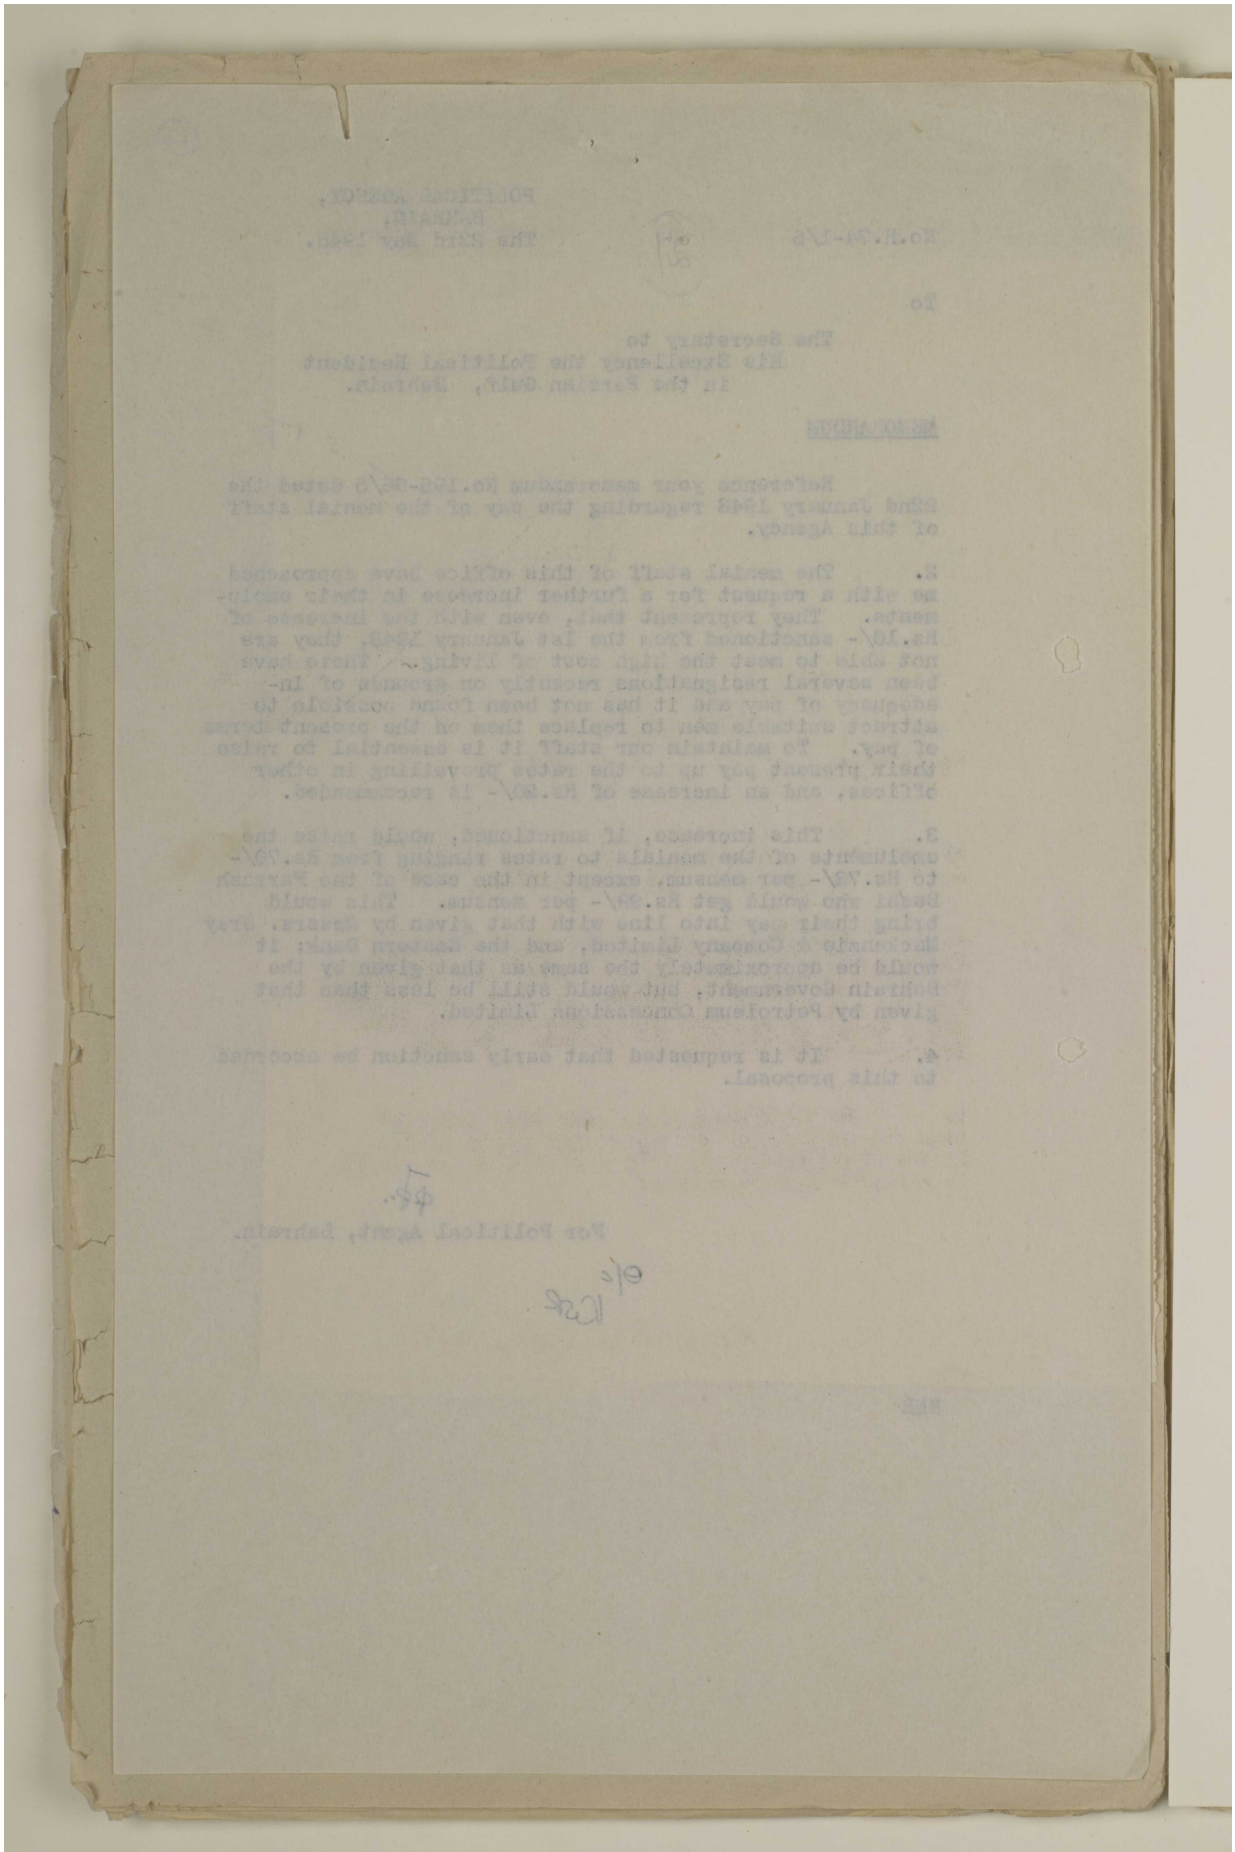 POLITICAL AGENCY,
BAHRAIN,
The 23rd May 1948.
To
The Secretary to
His Excellency the Political Resident
in the Persian Gulf, Bahrain.
MEMORANDUM
Reference your memorandum No.105-36/5 dated the
22nd January 1948 regarding the pay of the menial staff
of this Agency.
2. The menial staff of this office have approached
me with a request for a further increase in their emolu-
ments. They represent that, even with the increase of
Rs.10/- sanctioned from the 1st January 1948, they are
not able to meet the high cost of living. There have
been several resignations recently on grounds of in-
adequacy of pay and it has not been found possible to
attract suitable men to replace them on the present terms
of pay. To maintain our staff it is essential to raise
their present pay up to the rates prevailing in other
offices, and an increase of Rs.20/- is recommended.
3. This increase, if sanctioned, would raise the
emoluments of the menials to rates ranging from Rs.70/-
to Rs.78/- per mensum, except in the case of the Farrash
Bashi who would get Rs.99/- per mensum. This would
bring their pay into line with that given by Messrs. Gray
Mackenzie & Company Limited, and the Eastern Bank; it
would be approximately the same as that given by the
Bahrain Government, but would still be less than that
given by Petroleum Concessions Limited.
4. It is requested that early sanction be accorded
to this proposal.
For Political Agent, Bahrain.
o/c